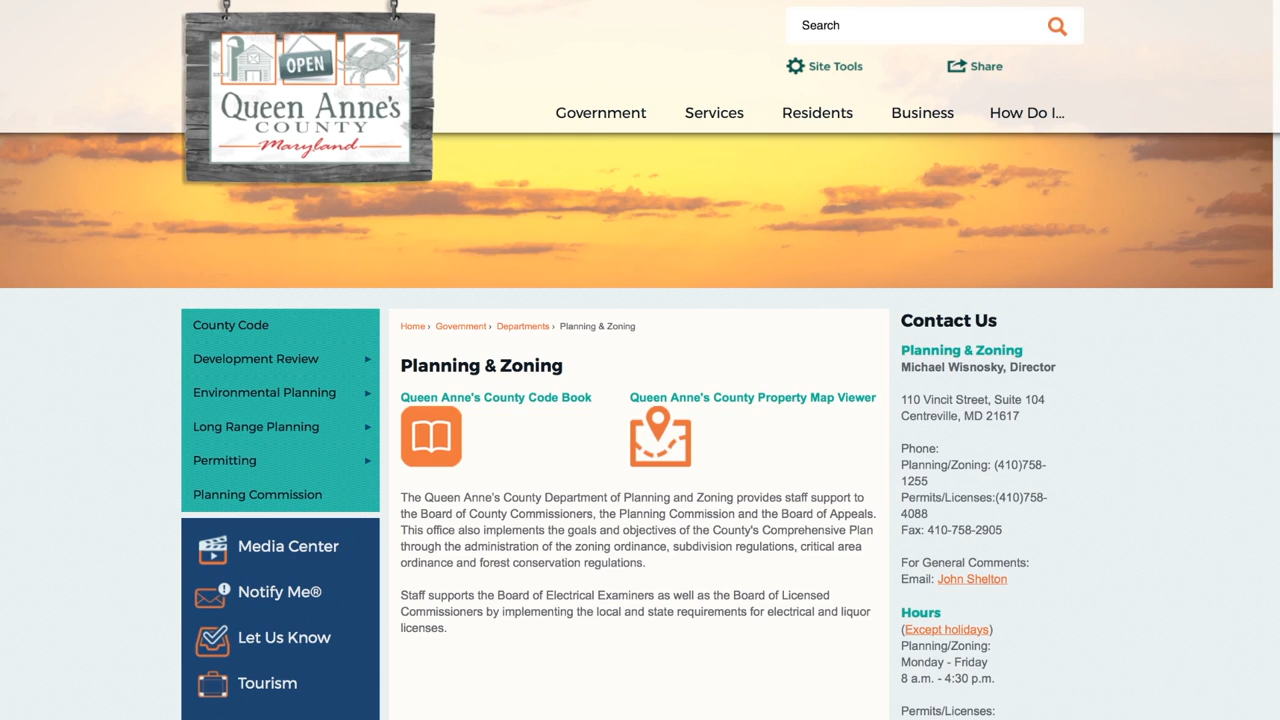 OPEN
Queen Anne's
COUNTY
Maryland
Search
Site Tools
Share
Government
Services
Residents
Business
How Do I...
County Code
Development Review
Environmental Planning
Long Range Planning
Permitting
Planning Commission
Media Center
Notify Me®
Let Us Know
Tourism
Home › Government › Departments › Planning & Zoning
Planning & Zoning
Queen Anne's County Code Book
Queen Anne's County Property Map Viewer
The Queen Anne's County Department of Planning and Zoning provides staff support to
the Board of County Commissioners, the Planning Commission and the Board of Appeals.
This office also implements the goals and objectives of the County's Comprehensive Plan
through the administration of the zoning ordinance, subdivision regulations, critical area
ordinance and forest conservation regulations.
Staff supports the Board of Electrical Examiners as well as the Board of Licensed
Commissioners by implementing the local and state requirements for electrical and liquor
licenses.
Contact Us
Planning & Zoning
Michael Wisnosky, Director
110 Vincit Street, Suite 104
Centreville, MD 21617
Phone:
Planning/Zoning: (410)758-
1255
Permits/Licenses:(410)758-
4088
Fax: 410-758-2905
For General Comments:
Email: John Shelton
Hours
(Except holidays)
Planning/Zoning:
Monday - Friday
8 a.m. - 4:30 p.m.
Permits/Licenses: